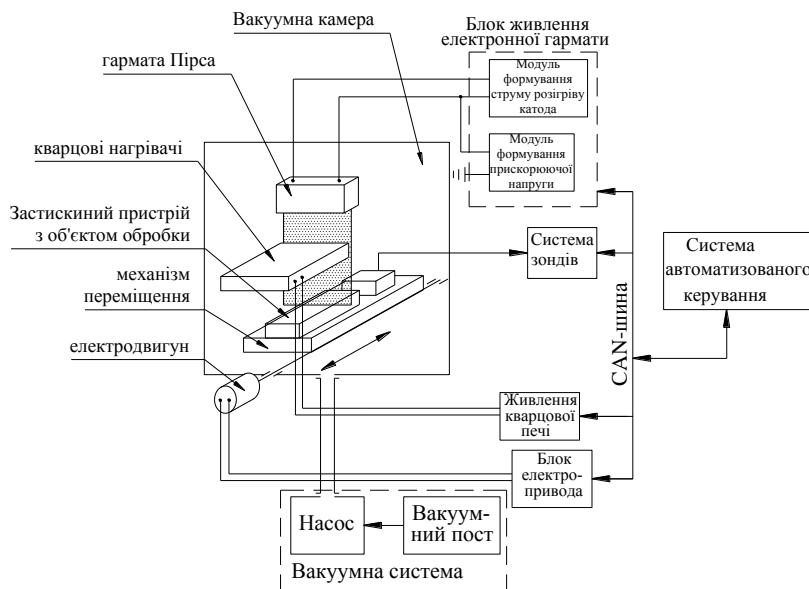 Вакуумна камера
гармата Пірса
кварцові нагрівачі
Застискиний пристрій
з об'єктом обробки
механізм
переміщення
електродвигун
Блок живлення
електронної гармати
Модуль
формування
струму розігріву
катода
Модуль
формування
прискорюючої
напруги
Система
зондів
Система
автоматизованого
керування
CAN-шина
Живлення
кварцової
печі
Блок
електро-
привода
Насос
Вакуум-
ний пост
Вакуумна система